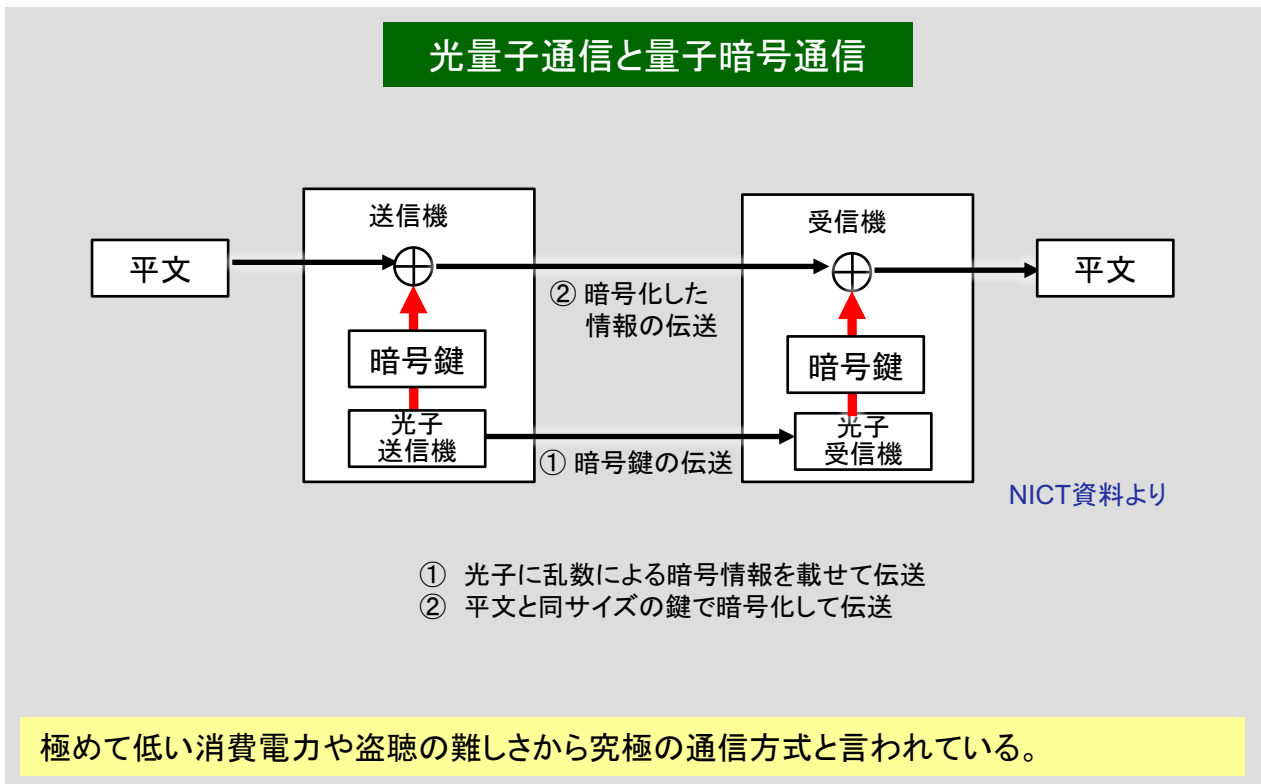 光量子通信と量子暗号通信
送信機
受信機
平文
平文
② 暗号化した
情報の伝送
暗号鍵
暗号鍵
光子
送信機
光子
受信機
① 暗号鍵の伝送
NICT資料より
① 光子に乱数による暗号情報を載せて伝送
② 平文と同サイズの鍵で暗号化して伝送
極めて低い消費電力や盗聴の難しさから究極の通信方式と言われている。